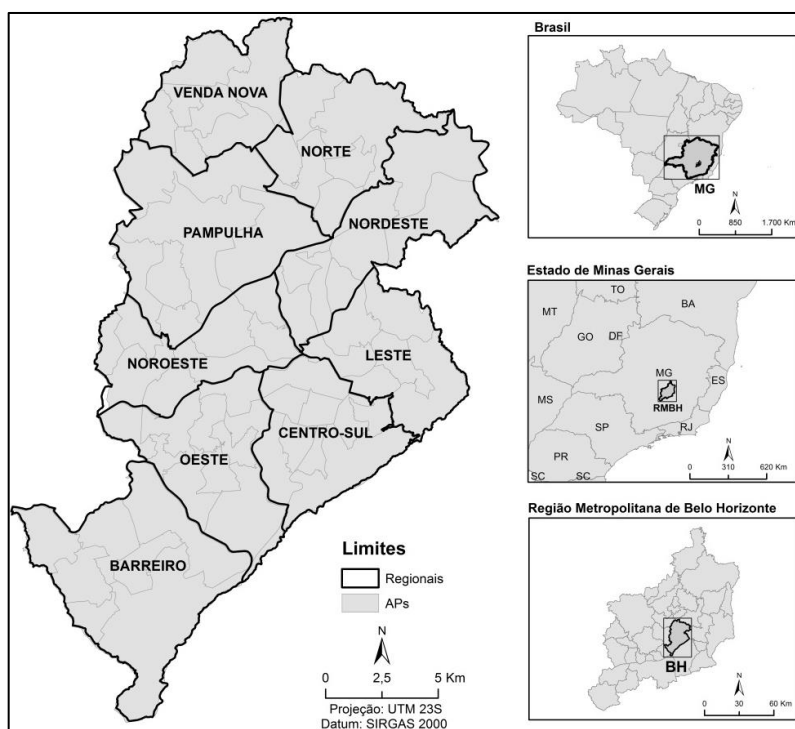 VENDA NOVA
NORTE
NORDESTE
PAMPULHA
NOROESTE
LESTE
CENTRO-SUL
OESTE
BARREIRO
Limites
Regionais
APs
N
0 2,5 5 Km
Projeção: UTM 23S
Datum: SIRGAS 2000
Brasil
MG
N
0 850 1.700 Km
Estado de Minas Gerais
TO
BA
MT
GO
DF
MG
ES
MS
RMBH
SP
RJ
PR
SC
SC
N
0 310 620 Km
Região Metropolitana de Belo Horizonte
BH
N
0 30 60 Km